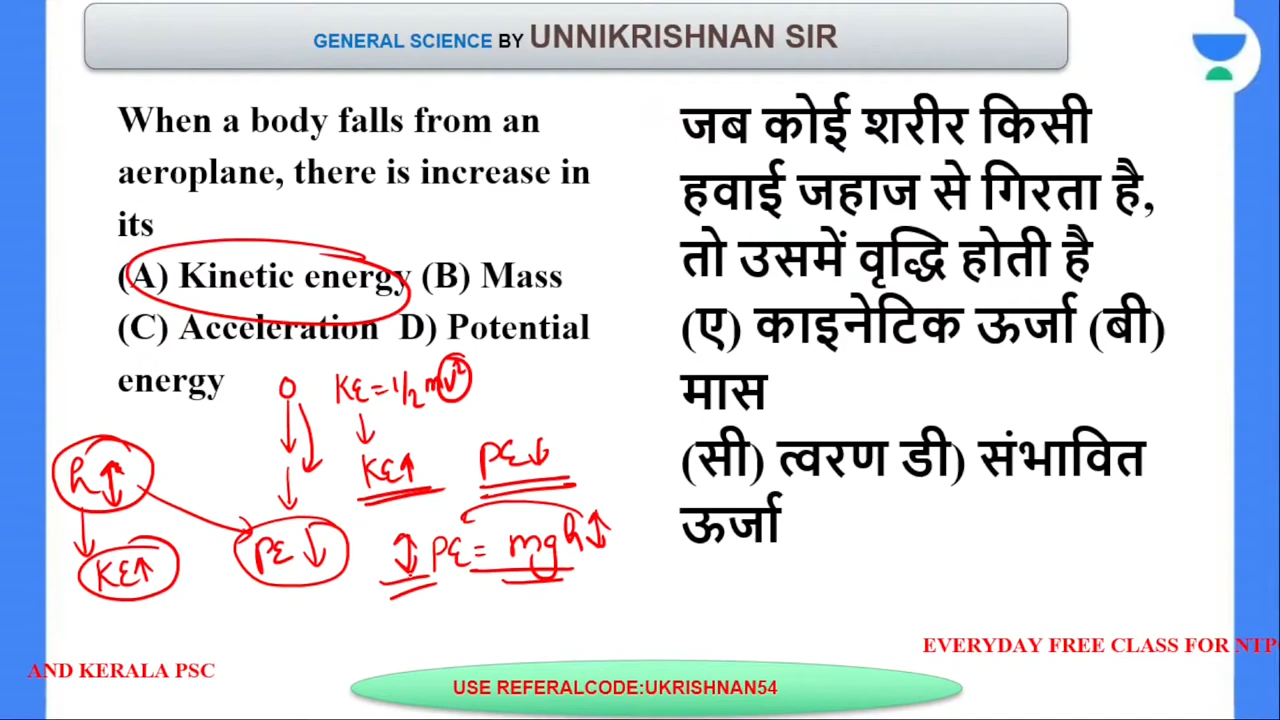 GENERAL SCIENCE BY UNNIKRISHNAN SIR
When a body falls from an
aeroplane, there is increase in
its
(A) Kinetic energy (B) Mass
(C) Acceleration D) Potential
energy
जब कोई शरीर किसी
हवाई जहाज से गिरता है,
तो उसमें वृद्धि होती है
(ए) काइनेटिक ऊर्जा (बी)
मास
(सी) त्वरण डी) संभावित
ऊर्जा
KE = 1/2 mv²
KE↑
PE↓
h↑↓
KE↑
PE↓
↑↓ PE = mgh↑↓
EVERYDAY FREE CLASS FOR NTP
AND KERALA PSC
USE REFERALCODE:UKRISHNAN54